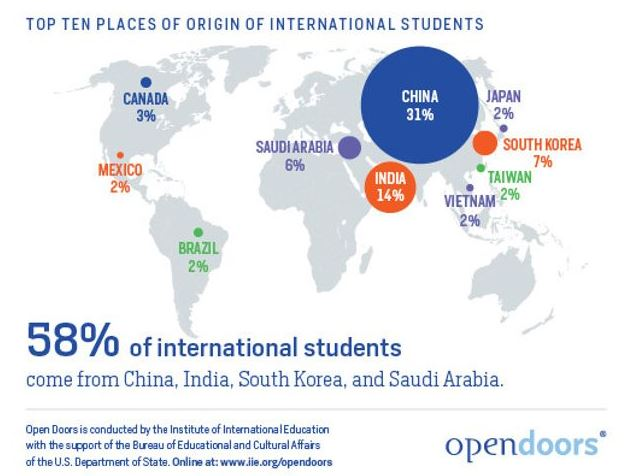 TOP TEN PLACES OF ORIGIN OF INTERNATIONAL STUDENTS
CANADA
3%
CHINA
31%
JAPAN
2%
SAUDI ARABIA
6%
SOUTH KOREA
7%
MEXICO
2%
INDIA
14%
TAIWAN
2%
VIETNAM
2%
BRAZIL
2%
58% of international students
come from China, India, South Korea, and Saudi Arabia.
Open Doors is conducted by the Institute of International Education
with the support of the Bureau of Educational and Cultural Affairs
of the U.S. Department of State. Online at: www.iie.org/opendoors
opendoors®